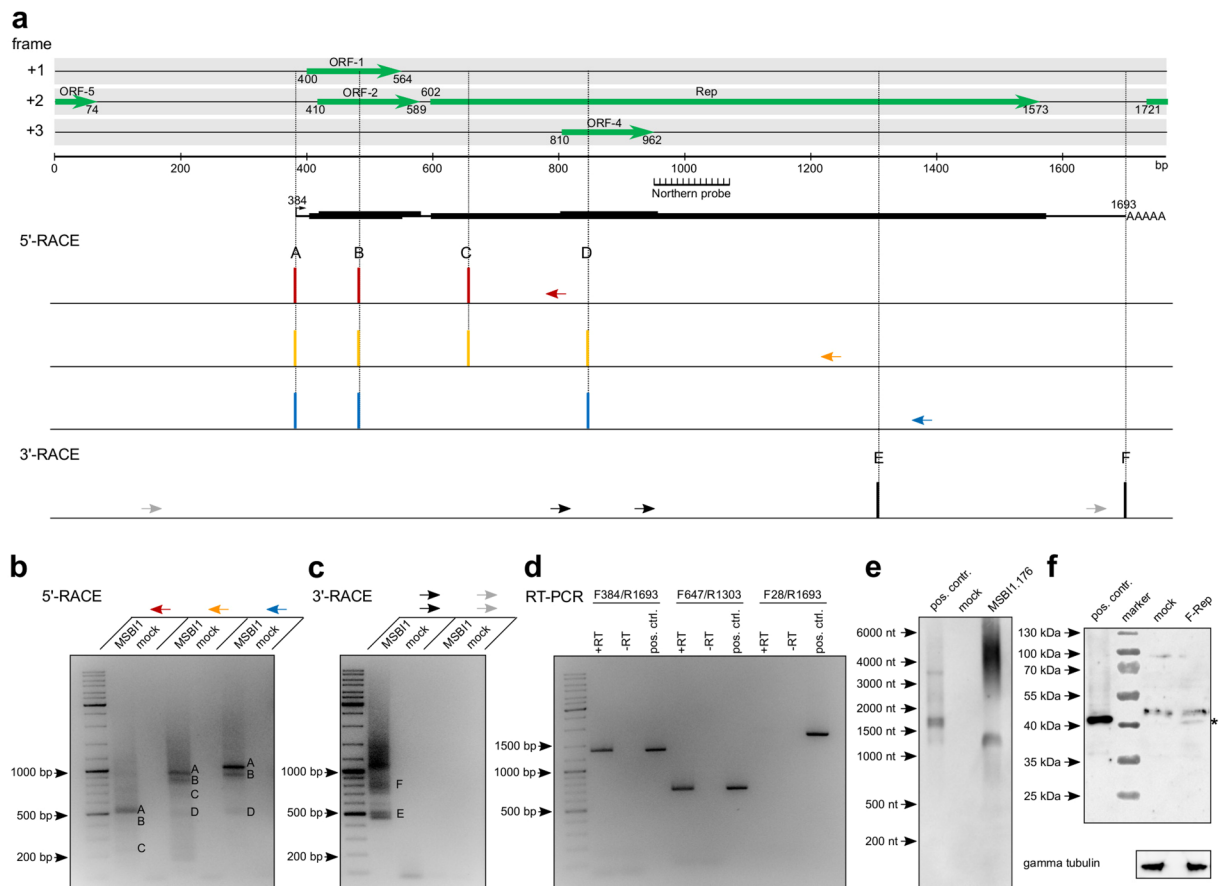 a
frame
+1
ORF-1
400
564
+2
ORF-5
74
410
ORF-2
589
602
Rep
1573
1721
+3
810
ORF-4
962
0
200
400
600
800
1000
1200
1400
1600
bp
Northern probe
384
1693
AAAAA
5'-RACE
A
B
C
D
3'-RACE
E
F
b
5'-RACE
MSBI1
mock
MSBI1
mock
MSBI1
mock
1000 bp
500 bp
200 bp
A
B
C
A
B
C
D
A
B
D
c
3'-RACE
MSBI1
mock
MSBI1
mock
1000 bp
500 bp
200 bp
F
E
d
RT-PCR
F384/R1693
F647/R1303
F28/R1693
+RT
-RT
pos. ctrl.
+RT
-RT
pos. ctrl.
+RT
-RT
pos. ctrl.
1500 bp
1000 bp
500 bp
e
pos. contr.
mock
MSBI1.176
6000 nt
4000 nt
3000 nt
2000 nt
1500 nt
1000 nt
500 nt
200 nt
f
pos. contr.
marker
mock
F-Rep
130 kDa
100 kDa
70 kDa
55 kDa
40 kDa
35 kDa
25 kDa
*
gamma tubulin